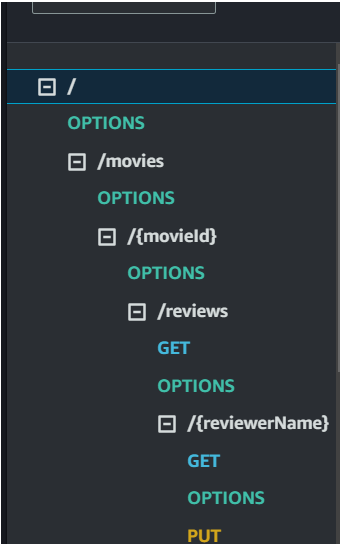 /
OPTIONS
/movies
OPTIONS
/{movieId}
OPTIONS
/reviews
GET
OPTIONS
/{reviewerName}
GET
OPTIONS
PUT